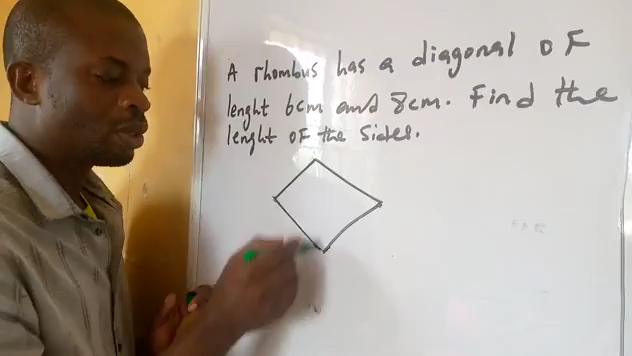 A rhombus has a diagonal OF
lenght 6cm and 8cm. Find the
lenght OF the Sides.